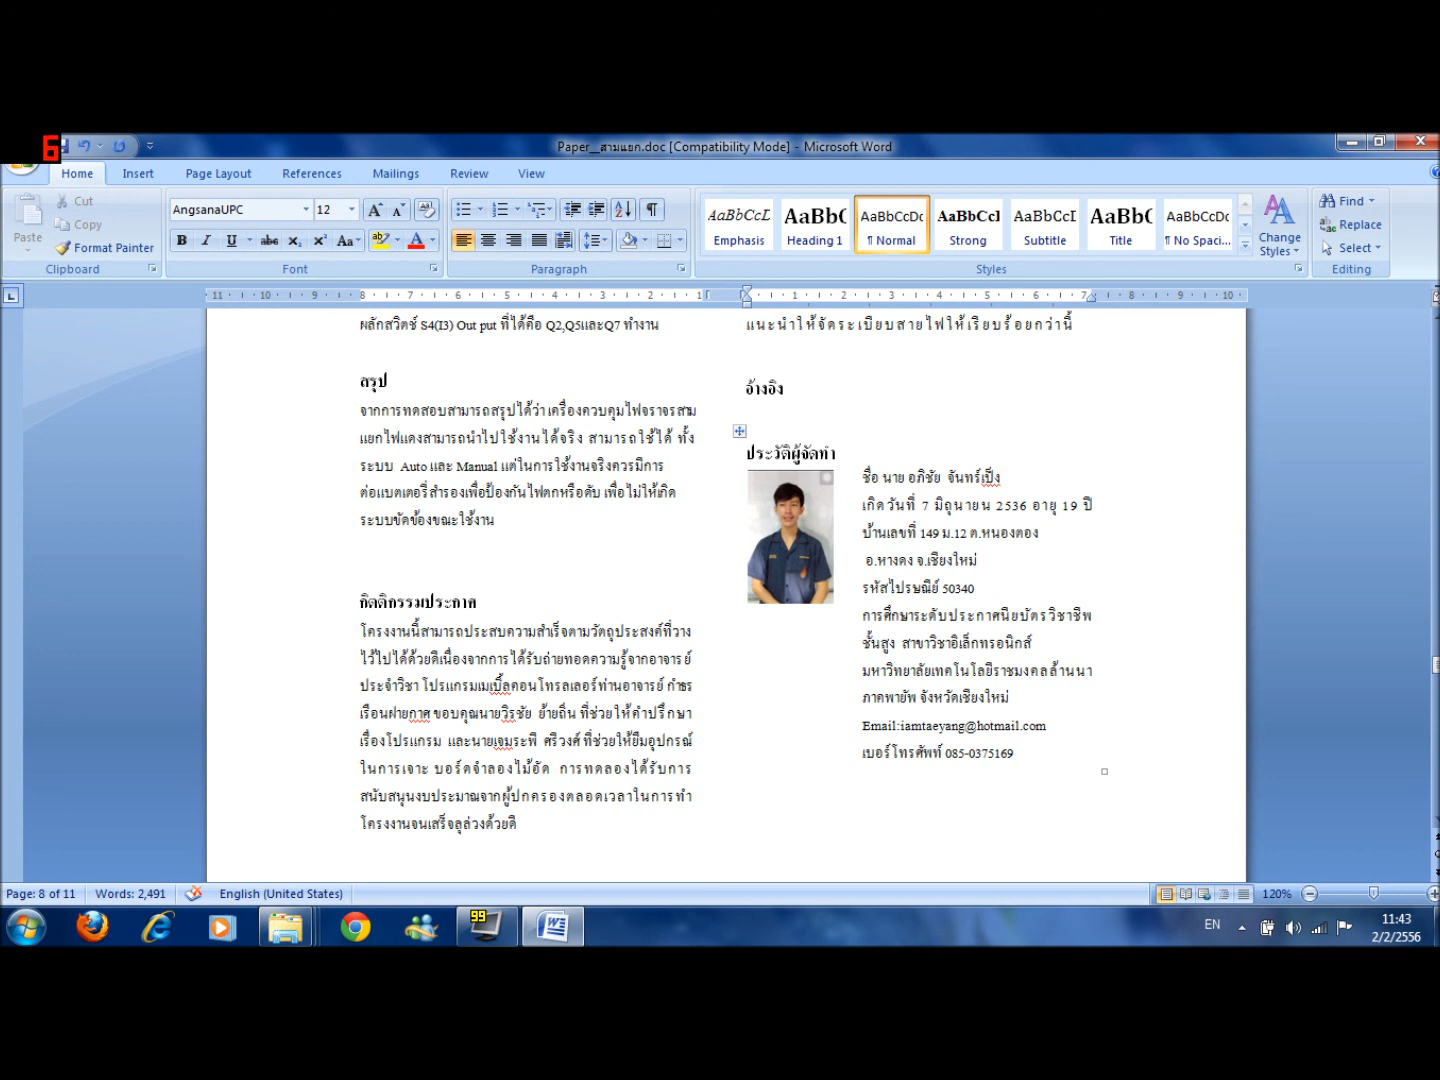 6
Paper__สามแยก.doc [Compatibility Mode] - Microsoft Word
Home Insert Page Layout References Mailings Review View
Paste
Cut
Copy
Format Painter
Clipboard
AngsanaUPC 12
B I U abc X₂ X² Aa ab A
Font
Paragraph
AaBbCcL AaBb( AaBbCcDc AaBbCcI AaBbCcI AaBb( AaBbCcDc
Emphasis Heading 1 ¶ Normal Strong Subtitle Title ¶ No Spaci...
Change Styles
Styles
Find
Replace
Select
Editing
11 10 9 8 7 6 5 4 3 2 1 1 2 3 4 5 6 7 8 9 10
ผลักสวิตช์ S4(I3) Out put ที่ได้คือ Q2,Q5และQ7 ทำงาน
สรุป
จากการทดสอบสามารถสรุปได้ว่า เครื่องควบคุมไฟจราจรสาม
แยกไฟแดงสามารถนำไปใช้งานได้จริง สามารถใช้ได้ ทั้ง
ระบบ Auto และ Manual แต่ในการใช้งานจริงควรมีการ
ต่อแบตเตอรี่สำรองเพื่อป้องกันไฟตกหรือดับ เพื่อไม่ให้เกิด
ระบบขัดข้องขณะใช้งาน
กิตติกรรมประกาศ
โครงงานนี้สามารถประสบความสำเร็จตามวัตถุประสงค์ที่วาง
ไว้ไปได้ด้วยดีเนื่องจากการได้รับถ่ายทอดความรู้จากอาจารย์
ประจำวิชา โปรแกรมเมเบิ้ลคอนโทรลเลอร์ท่านอาจารย์ กำธร
เรือนฝายกาศ ขอบคุณนายวิรชัย ย้ายถิ่น ที่ช่วยให้คำปรึกษา
เรื่องโปรแกรม และนายเจมระพี ศรีวงศ์ ที่ช่วยให้ยืมอุปกรณ์
ในการเจาะ บอร์ดจำลองไม้อัด การทดลองได้รับการ
สนับสนุนงบประมาณจากผู้ปกครองตลอดเวลาในการทำ
โครงงานจนเสร็จลุล่วงด้วยดี
แนะนำให้จัดระเบียบสายไฟให้เรียบร้อยกว่านี้
อ้างอิง
ประวัติผู้จัดทำ
ชื่อ นาย อภิชัย จันทร์เป็ง
เกิดวันที่ 7 มิถุนายน 2536 อายุ 19 ปี
บ้านเลขที่ 149 ม.12 ต.หนองตอง
อ.หางดง จ.เชียงใหม่
รหัสไปรษณีย์ 50340
การศึกษาระดับประกาศนียบัตรวิชาชีพ
ชั้นสูง สาขาวิชาอิเล็กทรอนิกส์
มหาวิทยาลัยเทคโนโลยีราชมงคลล้านนา
ภาคพายัพ จังหวัดเชียงใหม่
Email:iamtaeyang@hotmail.com
เบอร์โทรศัพท์ 085-0375169
Page: 8 of 11 Words: 2,491 English (United States) 120%
99
EN
11:43
2/2/2556